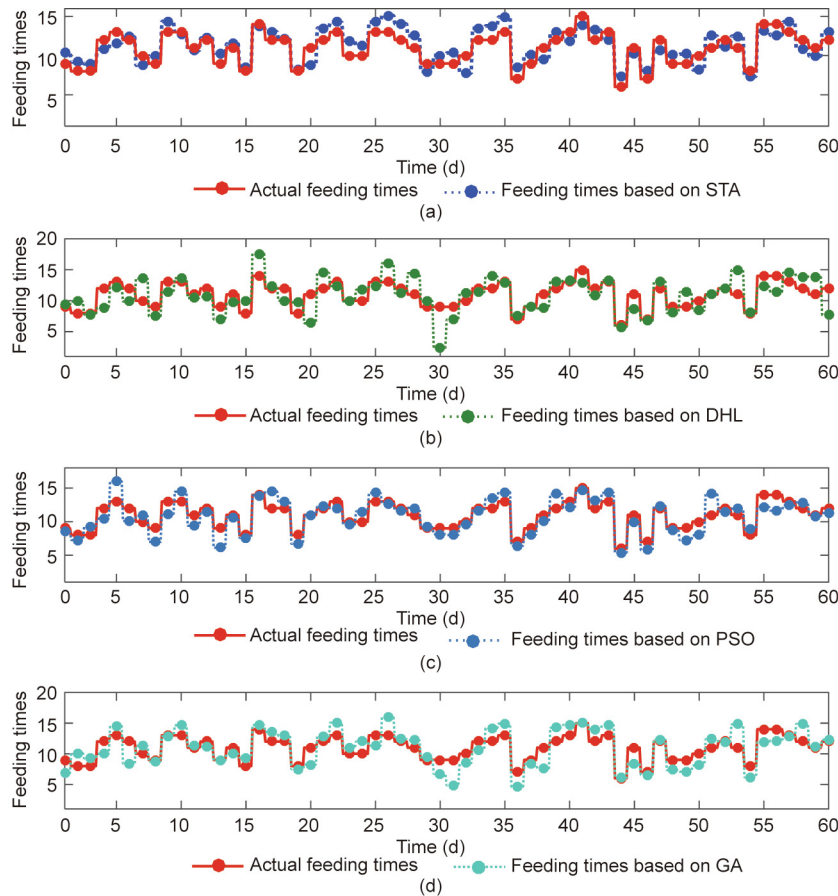 15
10
5
Feeding times
0 5 10 15 20 25 30 35 40 45 50 55 60
Time (d)
Actual feeding times Feeding times based on STA
(a)
20
15
10
5
Feeding times
0 5 10 15 20 25 30 35 40 45 50 55 60
Time (d)
Actual feeding times Feeding times based on DHL
(b)
15
10
5
Feeding times
0 5 10 15 20 25 30 35 40 45 50 55 60
Time (d)
Actual feeding times Feeding times based on PSO
(c)
20
15
10
5
Feeding times
0 5 10 15 20 25 30 35 40 45 50 55 60
Time (d)
Actual feeding times Feeding times based on GA
(d)